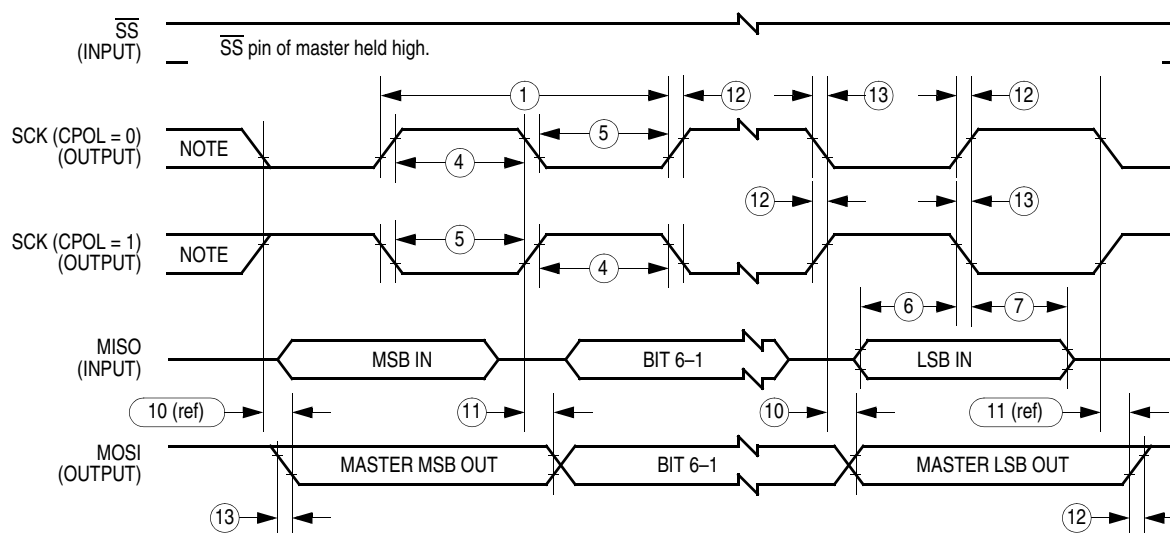 SS
(INPUT)
SS pin of master held high.
1
12
13
12
SCK (CPOL = 0)
(OUTPUT)
NOTE
5
4
12
13
SCK (CPOL = 1)
(OUTPUT)
NOTE
5
4
6
7
MISO
(INPUT)
MSB IN
BIT 6–1
LSB IN
10 (ref)
11
10
11 (ref)
MOSI
(OUTPUT)
MASTER MSB OUT
BIT 6–1
MASTER LSB OUT
13
12